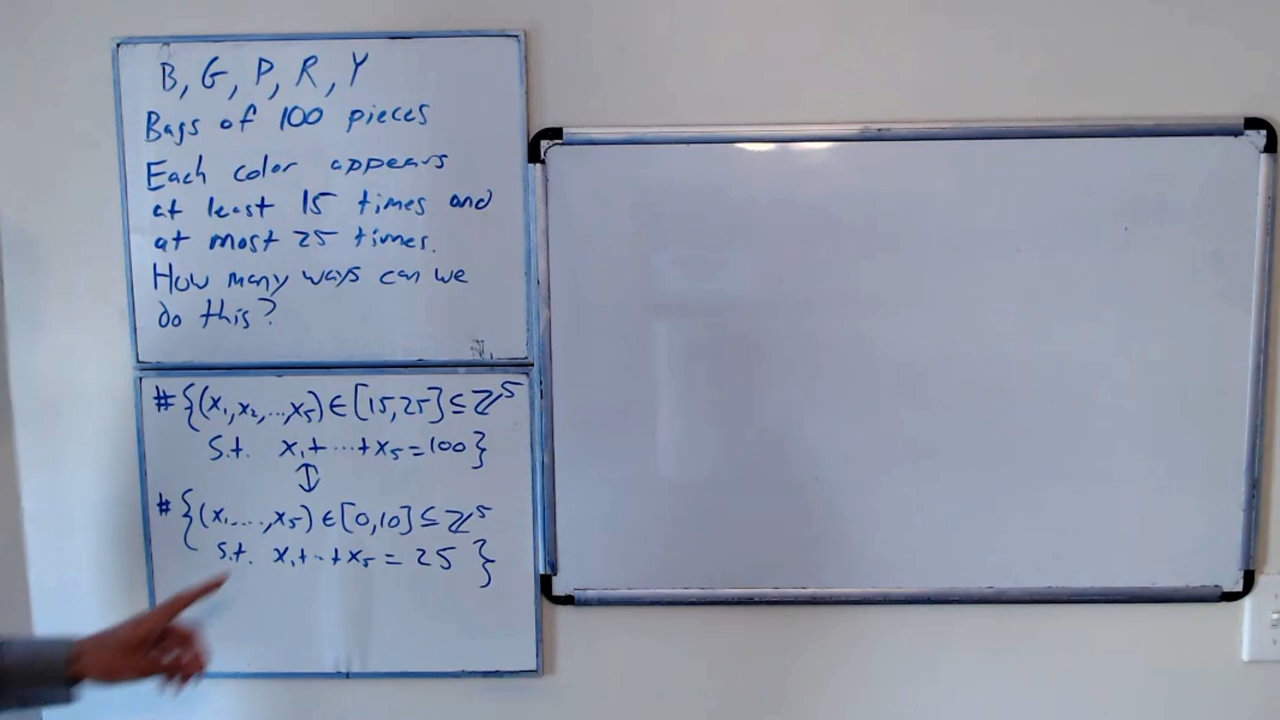 B, G, P, R, Y
Bags of 100 pieces
Each color appears
at least 15 times and
at most 25 times.
How many ways can we
do this?
#{(x₁,x₂,...,x₅)∈[15,25]⊆ℤ⁵
s.t. x₁+...+x₅=100}
↕
#{(x₁,...,x₅)∈[0,10]⊆ℤ⁵
s.t. x₁+..+x₅=25}